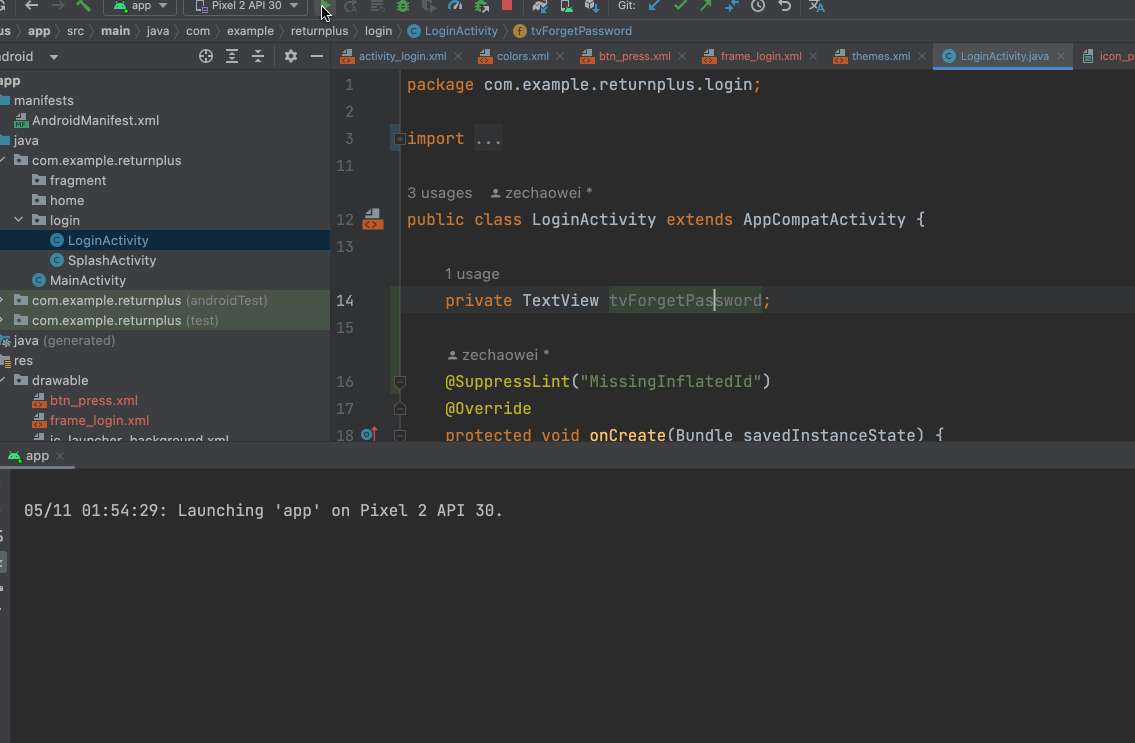 app Pixel 2 API 30 Git:
us app src main java com example returnplus login LoginActivity tvForgetPassword
droid activity_login.xml colors.xml btn_press.xml frame_login.xml themes.xml LoginActivity.java icon_p
app
manifests
AndroidManifest.xml
java
com.example.returnplus
fragment
home
login
LoginActivity
SplashActivity
MainActivity
com.example.returnplus (androidTest)
com.example.returnplus (test)
java (generated)
res
drawable
btn_press.xml
frame_login.xml
ic_launcher_background.xml
1 package com.example.returnplus.login;
2
3 import ...
11
3 usages zechaowei *
12 public class LoginActivity extends AppCompatActivity {
13
1 usage
14 private TextView tvForgetPassword;
15
zechaowei *
16 @SuppressLint("MissingInflatedId")
17 @Override
18 protected void onCreate(Bundle savedInstanceState) {
app
05/11 01:54:29: Launching 'app' on Pixel 2 API 30.